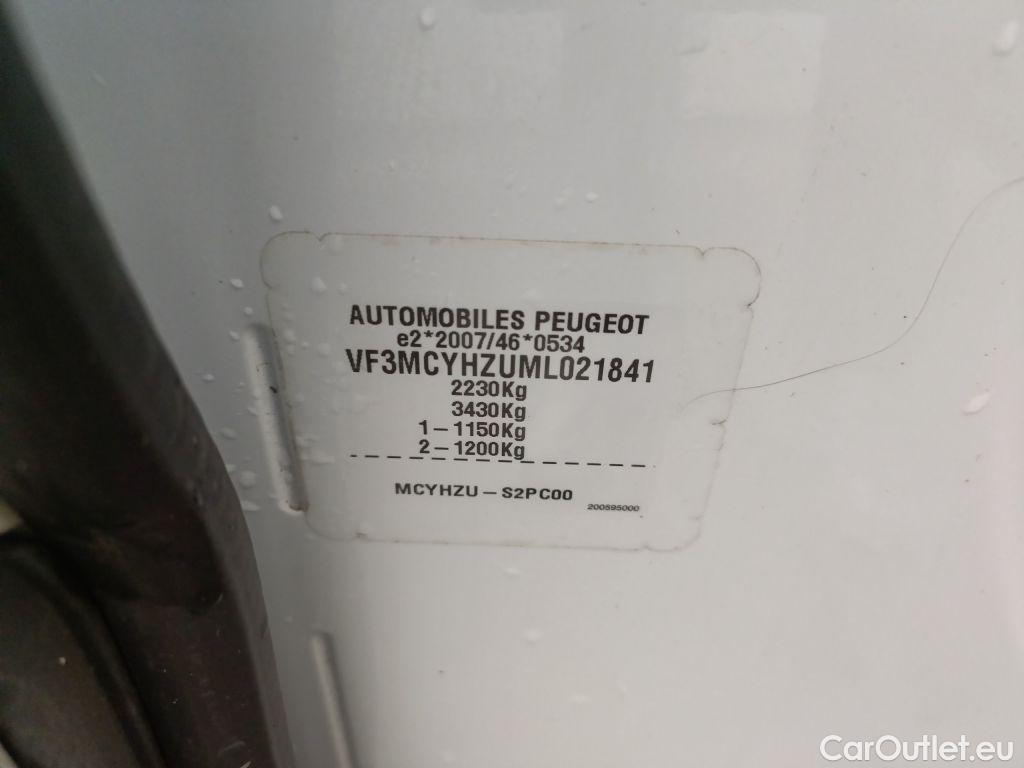 AUTOMOBILES PEUGEOT
e2*2007/46*0534
VF3MCYHZUML021841
2230Kg
3430Kg
1-1150Kg
2-1200Kg
MCYHZU-S2PC00
200595000
CarOutlet.eu